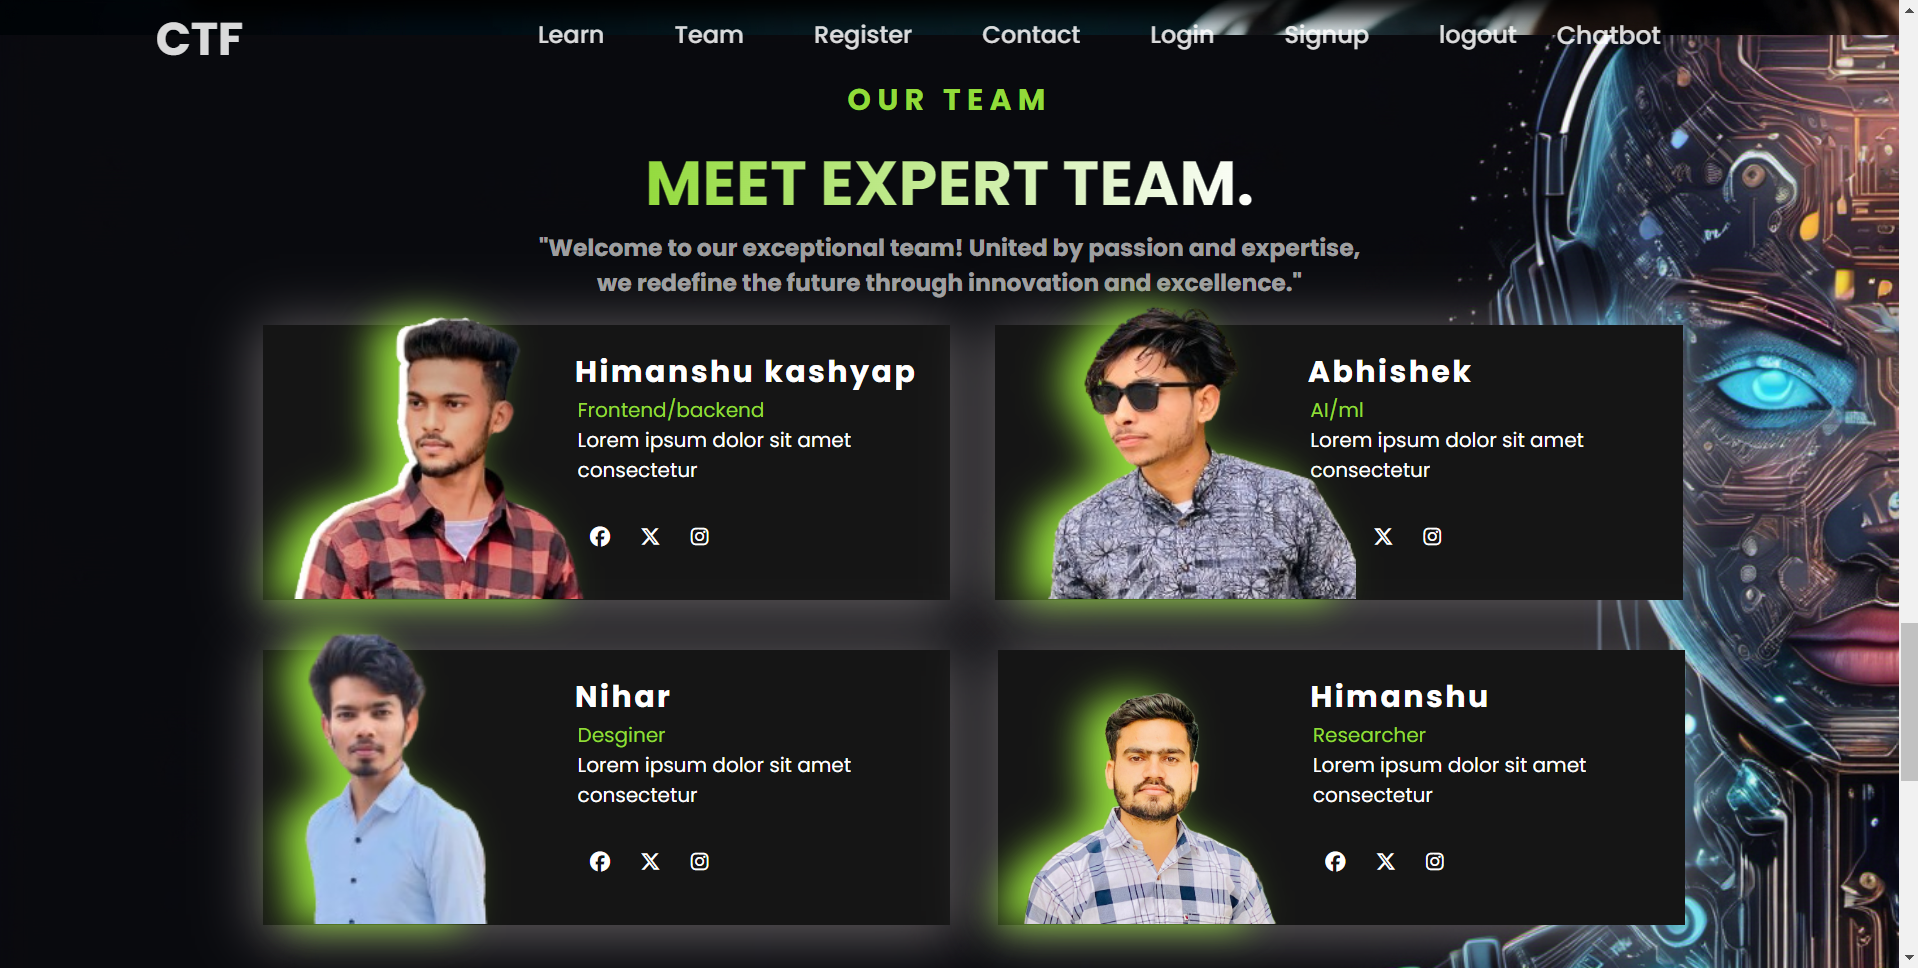 CTF
Learn Team Register Contact Login Signup logout Chatbot
OUR TEAM
MEET EXPERT TEAM.
"Welcome to our exceptional team! United by passion and expertise,
we redefine the future through innovation and excellence."
Himanshu kashyap
Frontend/backend
Lorem ipsum dolor sit amet
consectetur
Abhishek
AI/ml
Lorem ipsum dolor sit amet
consectetur
Nihar
Desginer
Lorem ipsum dolor sit amet
consectetur
Himanshu
Researcher
Lorem ipsum dolor sit amet
consectetur